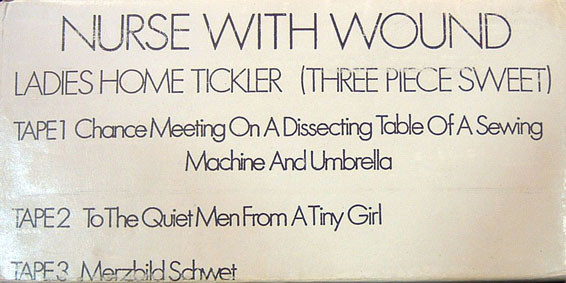 NURSE WITH WOUND
LADIES HOME TICKLER (THREE PIECE SWEET)
TAPE 1 Chance Meeting On A Dissecting Table Of A Sewing
Machine And Umbrella
TAPE 2 To The Quiet Men From A Tiny Girl
TAPE 3 Merzbild Schwet